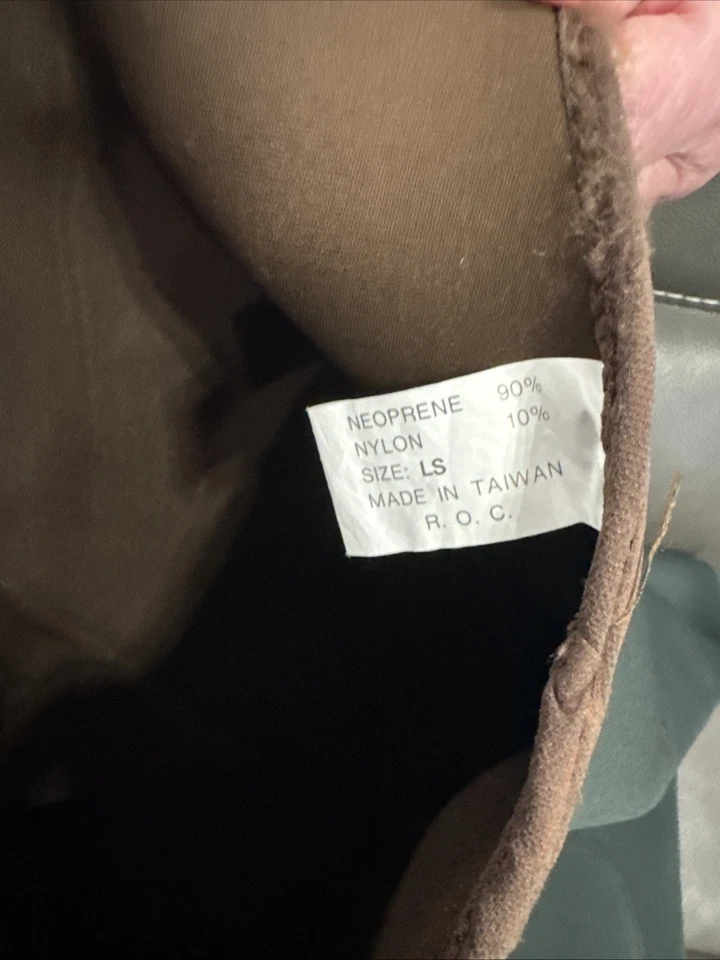 NEOPRENE 90%
NYLON 10%
SIZE: LS
MADE IN TAIWAN
R. O. C.